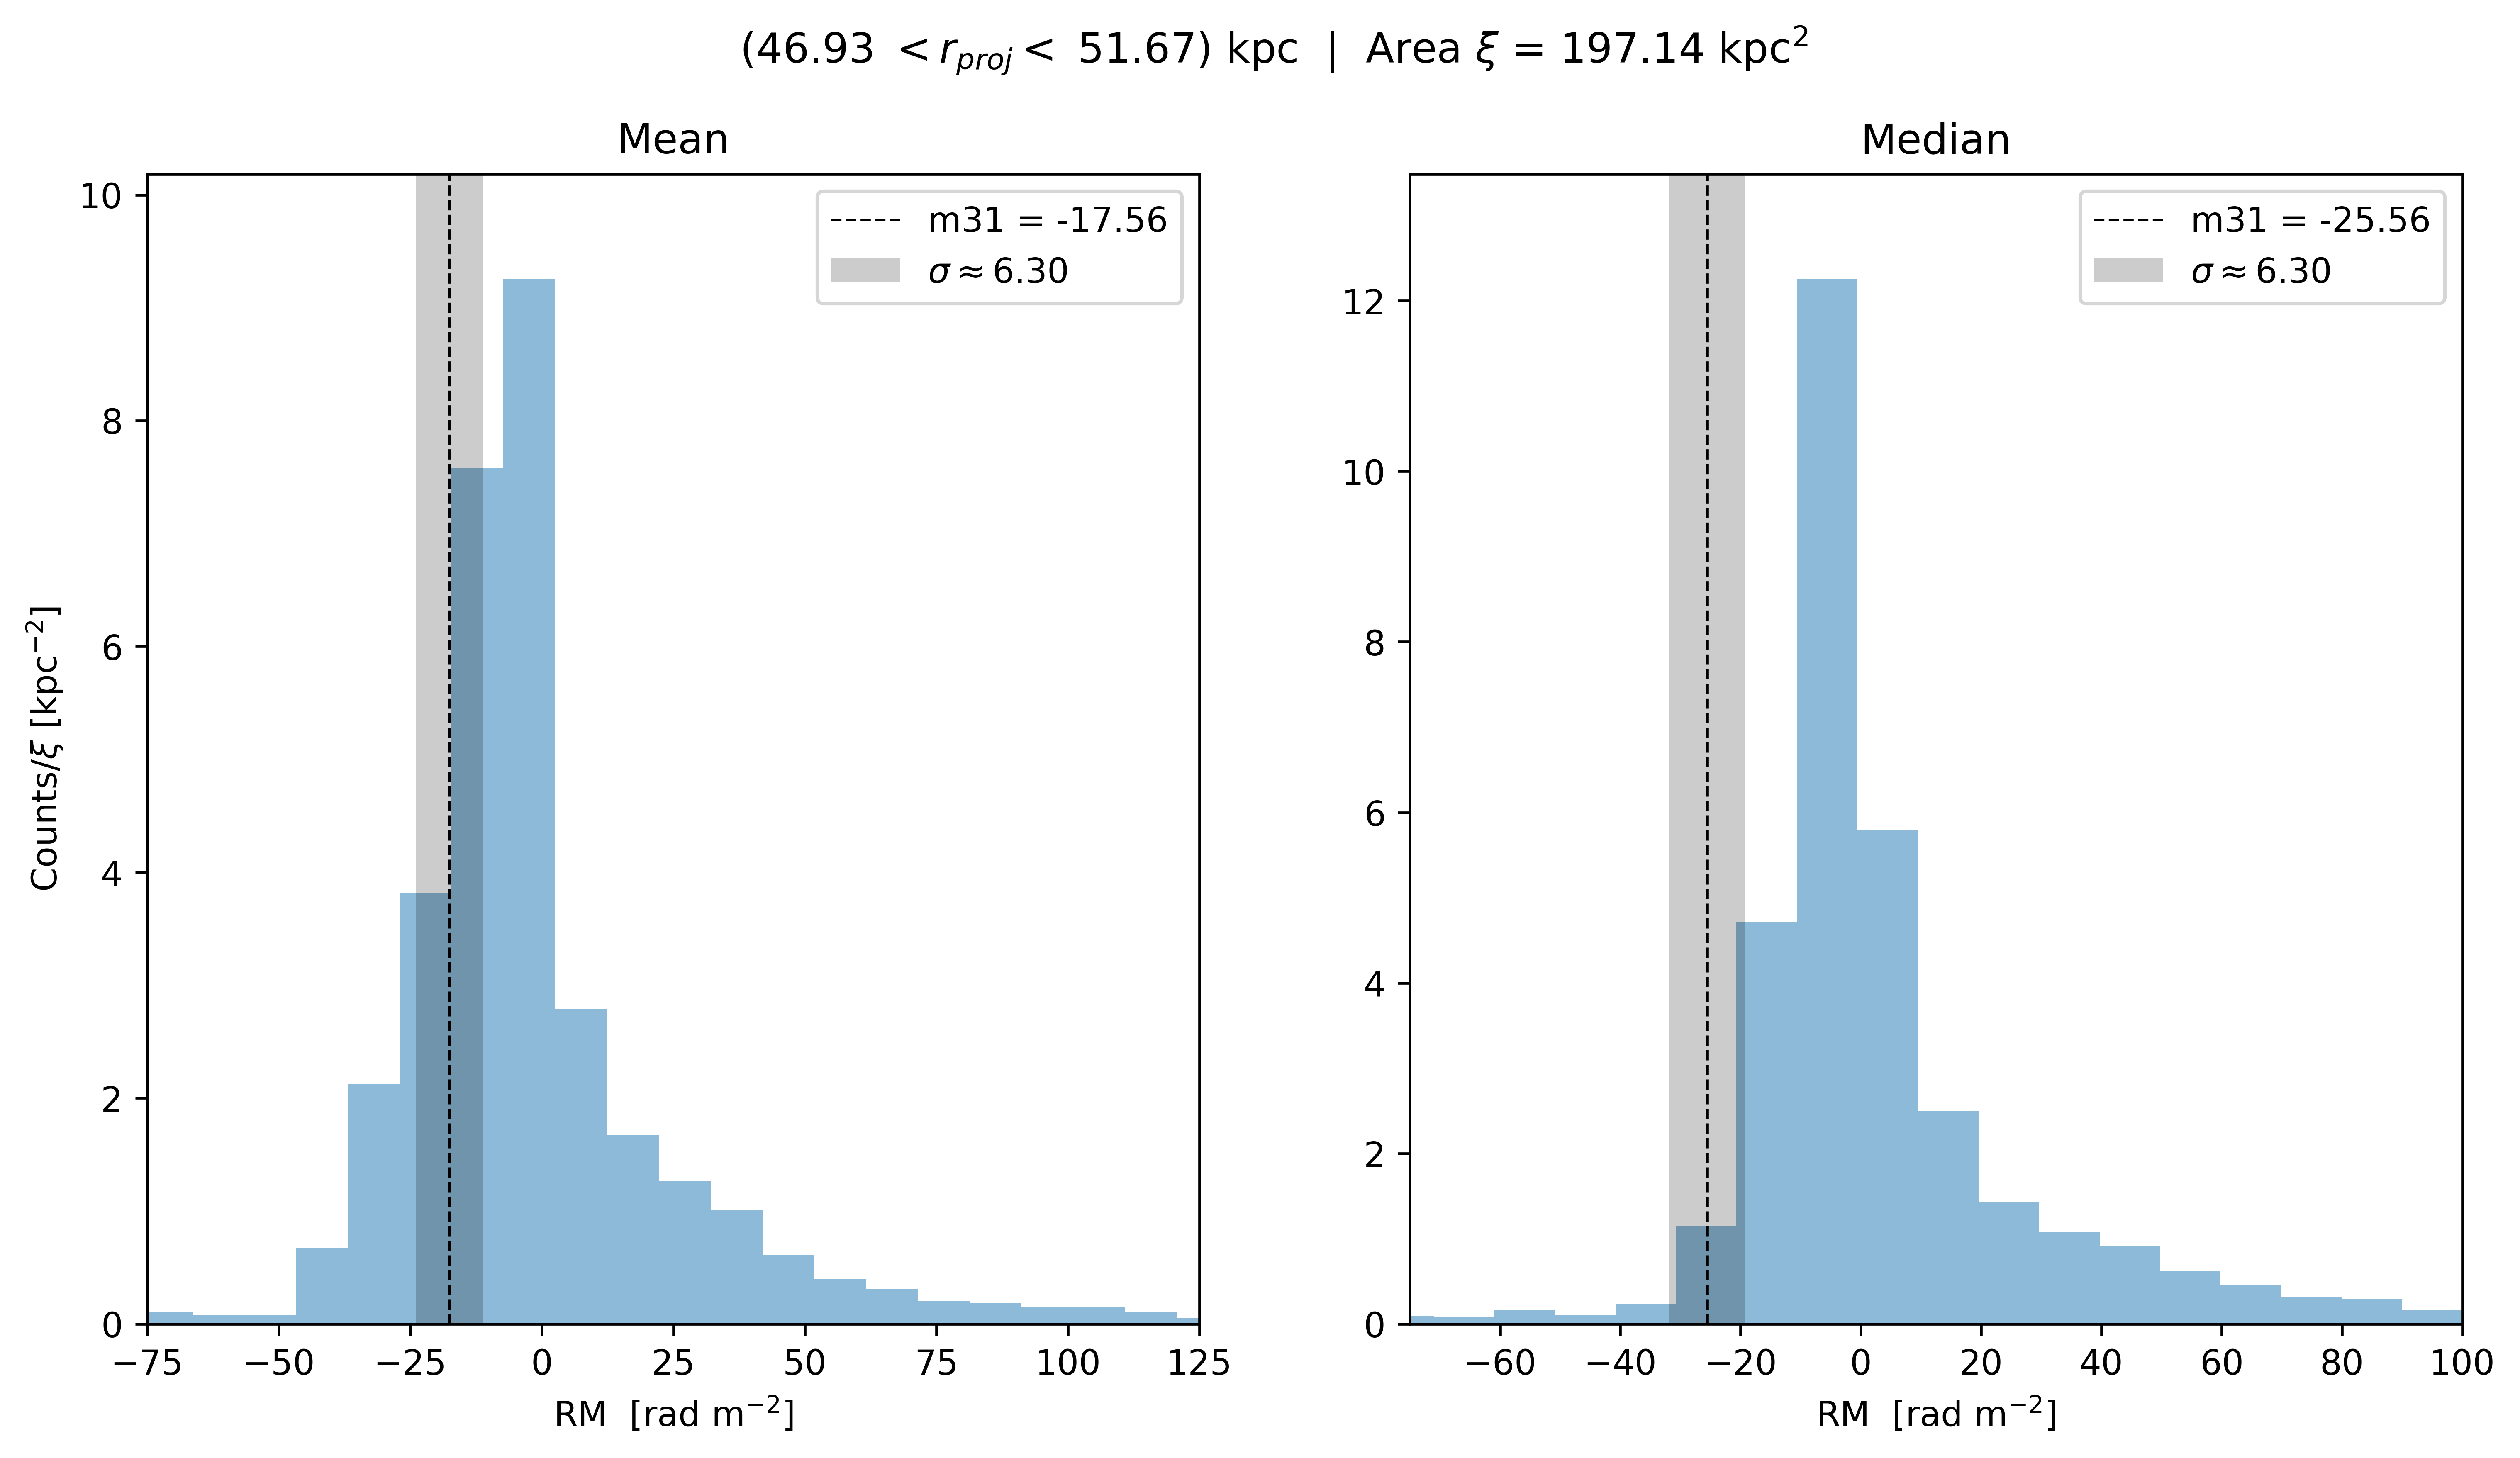 (46.93 < r_proj < 51.67) kpc | Area ξ = 197.14 kpc²
Mean
m31 = -17.56
σ ≈ 6.30
10
8
6
4
2
0
Counts/ξ [kpc⁻²]
−75 −50 −25 0 25 50 75 100 125
RM [rad m⁻²]
Median
m31 = -25.56
σ ≈ 6.30
12
10
8
6
4
2
0
−60 −40 −20 0 20 40 60 80 100
RM [rad m⁻²]